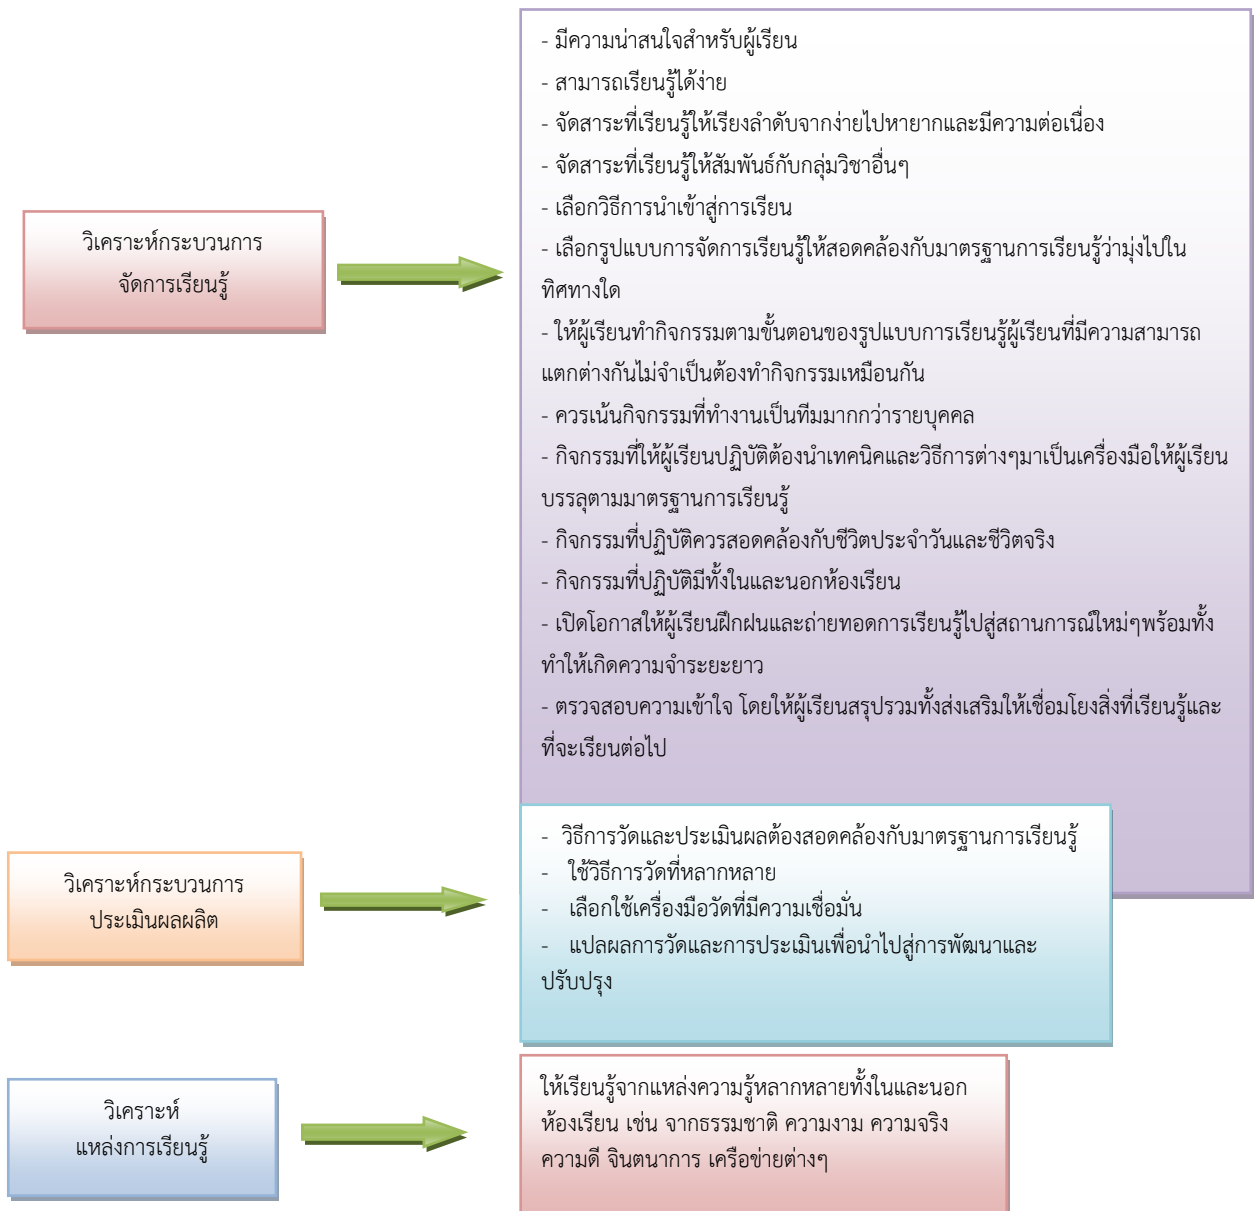 วิเคราะห์กระบวนการ
จัดการเรียนรู้
- มีความน่าสนใจสำหรับผู้เรียน
- สามารถเรียนรู้ได้ง่าย
- จัดสาระที่เรียนรู้ให้เรียงลำดับจากง่ายไปหายากและมีความต่อเนื่อง
- จัดสาระที่เรียนรู้ให้สัมพันธ์กับกลุ่มวิชาอื่นๆ
- เลือกวิธีการนำเข้าสู่การเรียน
- เลือกรูปแบบการจัดการเรียนรู้ให้สอดคล้องกับมาตรฐานการเรียนรู้ว่ามุ่งไปใน
ทิศทางใด
- ให้ผู้เรียนทำกิจกรรมตามขั้นตอนของรูปแบบการเรียนรู้ผู้เรียนที่มีความสามารถ
แตกต่างกันไม่จำเป็นต้องทำกิจกรรมเหมือนกัน
- ควรเน้นกิจกรรมที่ทำงานเป็นทีมมากกว่ารายบุคคล
- กิจกรรมที่ให้ผู้เรียนปฏิบัติต้องนำเทคนิคและวิธีการต่างๆมาเป็นเครื่องมือให้ผู้เรียน
บรรลุตามมาตรฐานการเรียนรู้
- กิจกรรมที่ปฏิบัติควรสอดคล้องกับชีวิตประจำวันและชีวิตจริง
- กิจกรรมที่ปฏิบัติมีทั้งในและนอกห้องเรียน
- เปิดโอกาสให้ผู้เรียนฝึกฝนและถ่ายทอดการเรียนรู้ไปสู่สถานการณ์ใหม่ๆพร้อมทั้ง
ทำให้เกิดความจำระยะยาว
- ตรวจสอบความเข้าใจ โดยให้ผู้เรียนสรุปรวมทั้งส่งเสริมให้เชื่อมโยงสิ่งที่เรียนรู้และ
ที่จะเรียนต่อไป
วิเคราะห์กระบวนการ
ประเมินผลผลิต
- วิธีการวัดและประเมินผลต้องสอดคล้องกับมาตรฐานการเรียนรู้
- ใช้วิธีการวัดที่หลากหลาย
- เลือกใช้เครื่องมือวัดที่มีความเชื่อมั่น
- แปลผลการวัดและการประเมินเพื่อนำไปสู่การพัฒนาและ
ปรับปรุง
วิเคราะห์
แหล่งการเรียนรู้
ให้เรียนรู้จากแหล่งความรู้หลากหลายทั้งในและนอก
ห้องเรียน เช่น จากธรรมชาติ ความงาม ความจริง
ความดี จินตนาการ เครือข่ายต่างๆ